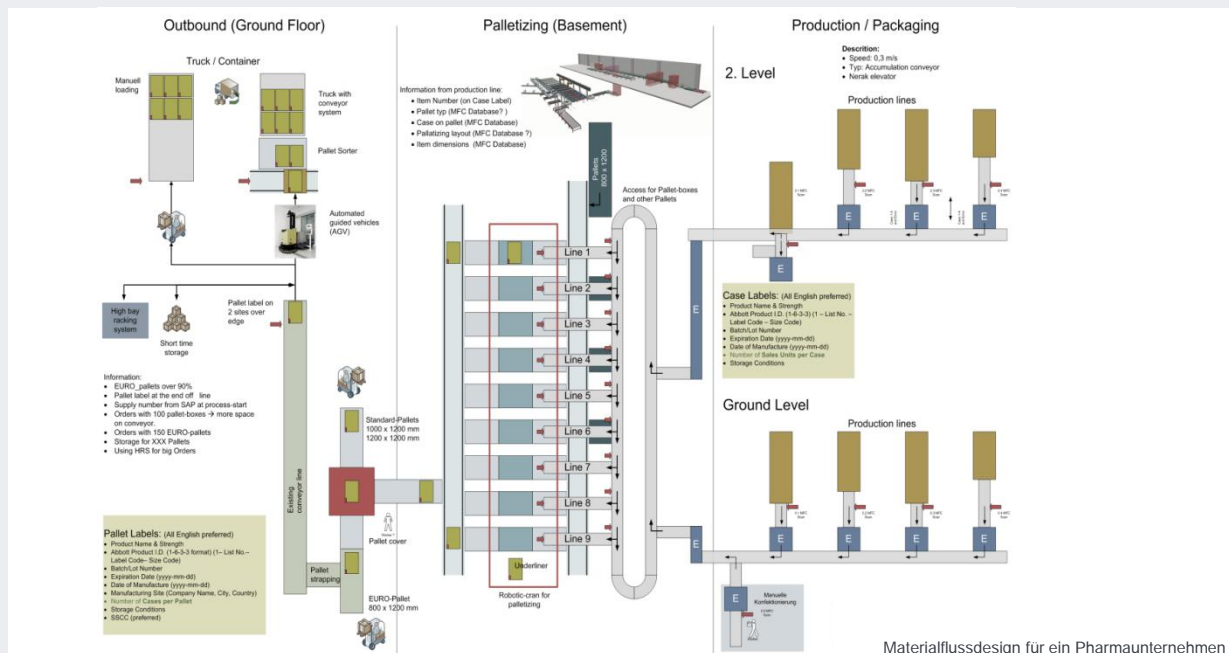 Outbound (Ground Floor)
Truck / Container
Manuell
loading
Truck with
conveyor
system
Pallet Sorter
Automated
guided vehicles
(AGV)
High bay
racking
system
Short time
storage
Pallet label on
2 sites over
edge
Information:
• EURO_pallets over 90%
• Pallet label at the end off line
• Supply number from SAP at process-start
• Orders with 100 pallet-boxes → more space
on conveyor.
• Orders with 150 EURO-pallets
• Storage for XXX Pallets
• Using HRS for big Orders
Existing
conveyor line
Standard-Pallets
1000 x 1200 mm
1200 x 1200 mm
Pallet cover
Pallet
strapping
EURO-Pallet
800 x 1200 mm
Pallet Labels: (All English preferred)
• Product Name & Strength
• Abbott Product I.D. (1-6-3-3 format) (1– List No –
Label Code– Size Code)
• Batch/Lot Number
• Expiration Date (yyyy-mm-dd)
• Date of Manufacture (yyyy-mm-dd)
• Manufacturing Site (Company Name, City, Country)
• Number of Cases per Pallet
• Storage Conditions
• SSCC (preferred)
Palletizing (Basement)
Information from production line:
• Item Number (on Case Label)
• Pallet typ (MFC Database? )
• Case on pallet (MFC Database)
• Pallatizing layout (MFC Database ?)
• Item dimensions (MFC Database)
Pallets
800 x 1200
Access for Pallet-boxes
and other Pallets
Line 1
Line 2
Line 3
Line 4
Line 5
Line 6
Line 7
Line 8
Line 9
Underliner
Robotic-cran for
palletizing
E
E
Production / Packaging
Descrition:
• Speed: 0,3 m/s
• Typ: Accumulation conveyor
• Nerak elevator
2. Level
Production lines
E
E
E
E
Case Labels: (All English preferred)
• Product Name & Strength
• Abbott Product I.D. (1-6-3-3) (1 – List No. –
Label Code – Size Code)
• Batch/Lot Number
• Expiration Date (yyyy-mm-dd)
• Date of Manufacture (yyyy-mm-dd)
• Number of Sales Units per Case
• Storage Conditions
Ground Level
Production lines
E
E
E
E
E
Manuelle
Konfektionierung
Materialflussdesign für ein Pharmaunternehmen